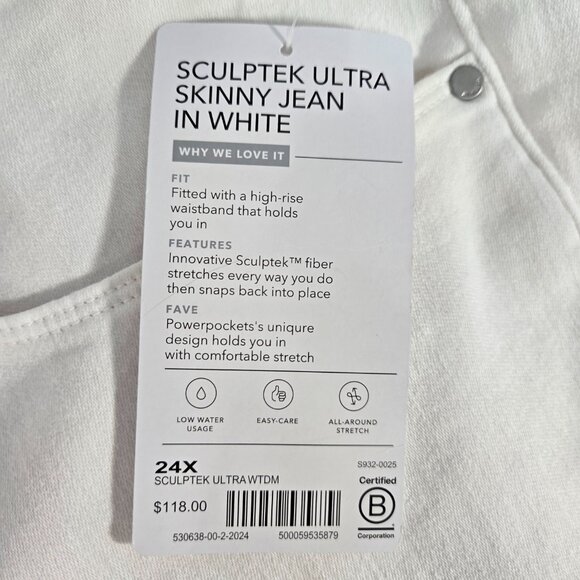 SCULPTEK ULTRA
SKINNY JEAN
IN WHITE
WHY WE LOVE IT
FIT
Fitted with a high-rise
waistband that holds
you in
FEATURES
Innovative Sculptek™ fiber
stretches every way you do
then snaps back into place
FAVE
Powerpockets's uniqure
design holds you in
with comfortable stretch
LOW WATER
USAGE
EASY-CARE
ALL-AROUND
STRETCH
24X
S932-0025
SCULPTEK ULTRA WTDM
$118.00
530638-00-2-2024
500059535879
Certified
B
Corporation